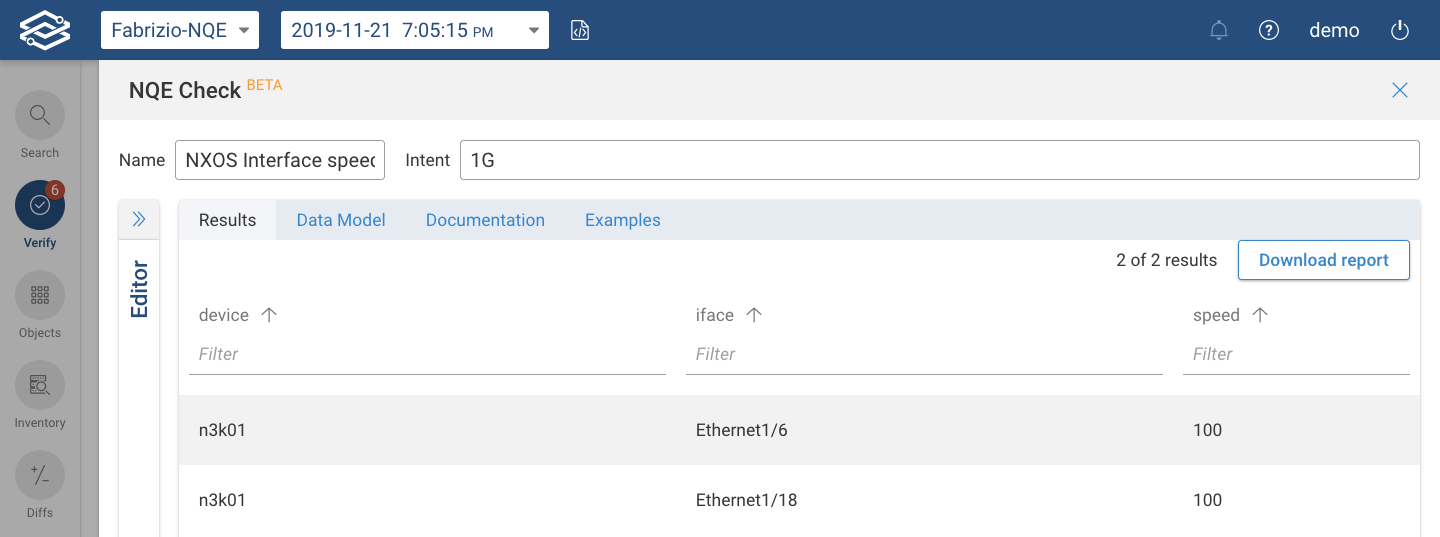 Fabrizio-NQE 2019-11-21 7:05:15 PM demo
NQE Check BETA
Search
Name NXOS Interface speed Intent 1G
6
Verify
Results Data Model Documentation Examples
Editor
2 of 2 results Download report
Objects
device iface speed
Filter Filter Filter
Inventory
n3k01 Ethernet1/6 100
Diffs
n3k01 Ethernet1/18 100